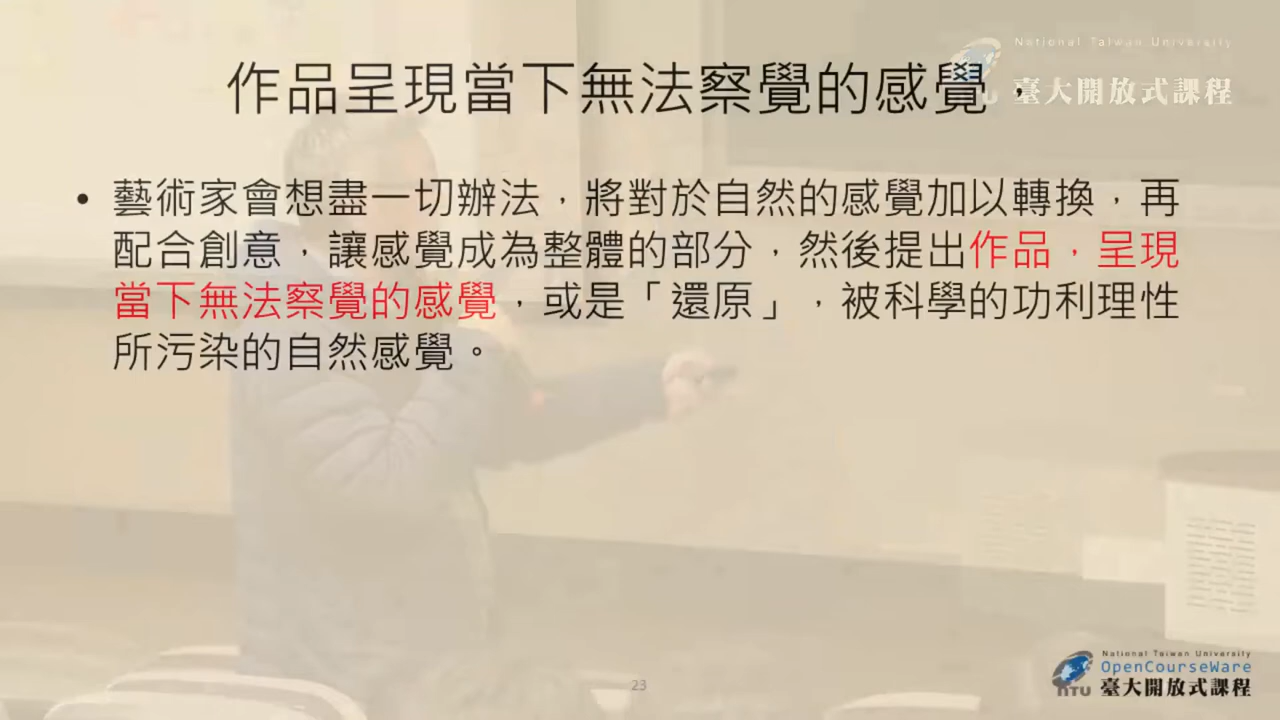 National Taiwan University
臺大開放式課程
作品呈現當下無法察覺的感覺，
• 藝術家會想盡一切辦法，將對於自然的感覺加以轉換，再
配合創意，讓感覺成為整體的部分，然後提出作品，呈現
當下無法察覺的感覺，或是「還原」，被科學的功利理性
所污染的自然感覺。
23
National Taiwan University
OpenCourseWare
NTU 臺大開放式課程